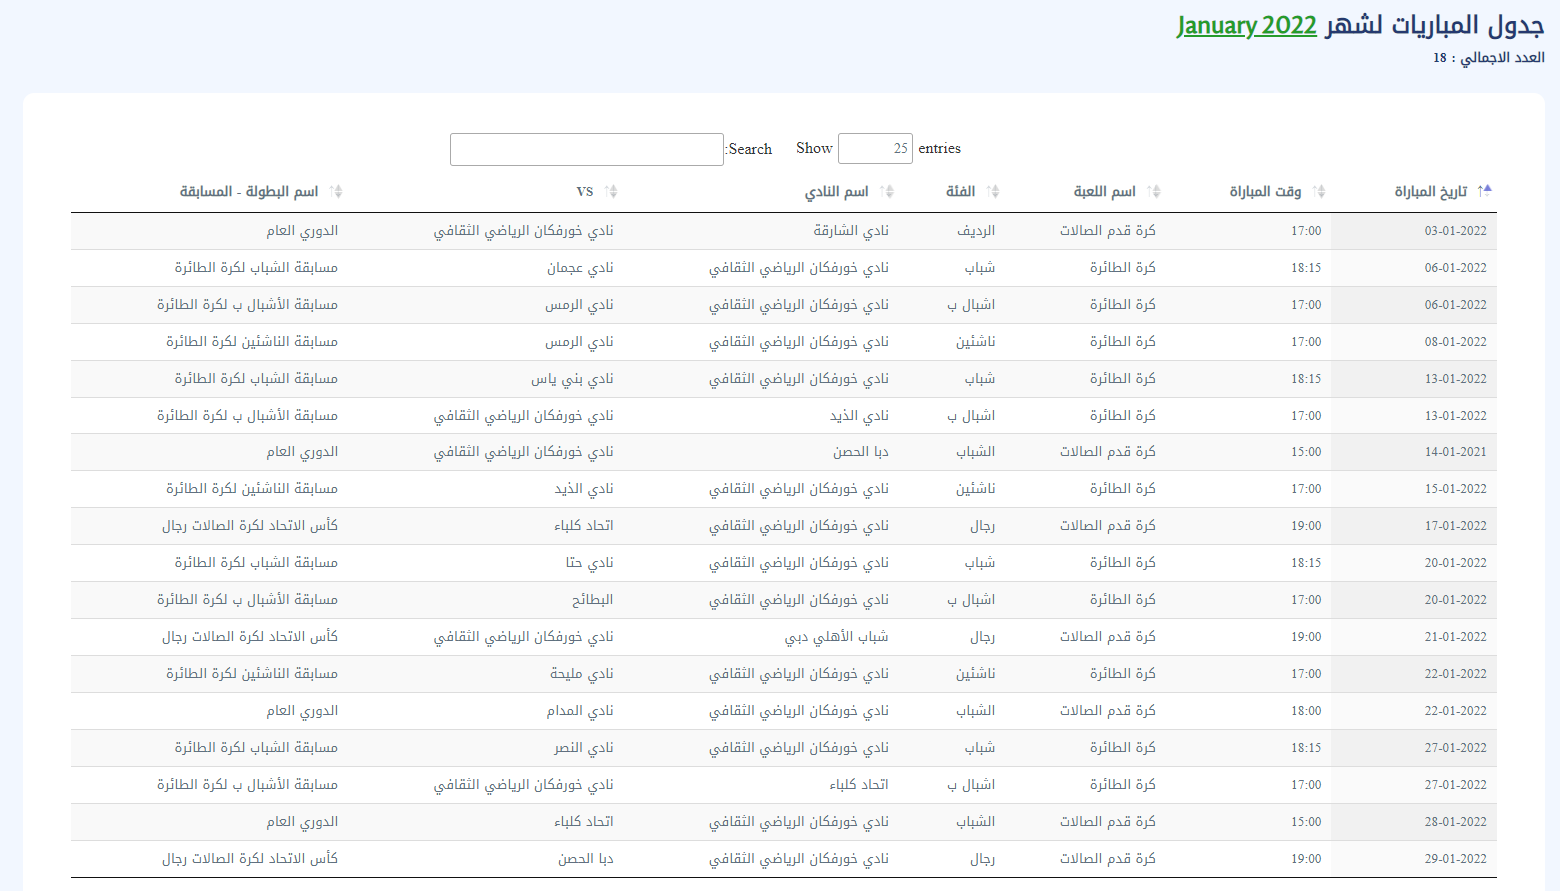 جدول المباريات لشهر January 2022
العدد الاجمالي : 18
Show 25 entries Search:
تاريخ المباراة وقت المباراة اسم اللعبة الفئة اسم النادي VS اسم البطولة - المسابقة
03-01-2022 17:00 كرة قدم الصالات الرديف نادي الشارقة نادي خورفكان الرياضي الثقافي الدوري العام
06-01-2022 18:15 كرة الطائرة شباب نادي خورفكان الرياضي الثقافي نادي عجمان مسابقة الشباب لكرة الطائرة
06-01-2022 17:00 كرة الطائرة اشبال ب نادي خورفكان الرياضي الثقافي نادي الرمس مسابقة الأشبال ب لكرة الطائرة
08-01-2022 17:00 كرة الطائرة ناشئين نادي خورفكان الرياضي الثقافي نادي الرمس مسابقة الناشئين لكرة الطائرة
13-01-2022 18:15 كرة الطائرة شباب نادي خورفكان الرياضي الثقافي نادي بني ياس مسابقة الشباب لكرة الطائرة
13-01-2022 17:00 كرة الطائرة اشبال ب نادي الذيد نادي خورفكان الرياضي الثقافي مسابقة الأشبال ب لكرة الطائرة
14-01-2021 15:00 كرة قدم الصالات الشباب دبا الحصن نادي خورفكان الرياضي الثقافي الدوري العام
15-01-2022 17:00 كرة الطائرة ناشئين نادي خورفكان الرياضي الثقافي نادي الذيد مسابقة الناشئين لكرة الطائرة
17-01-2022 19:00 كرة قدم الصالات رجال نادي خورفكان الرياضي الثقافي اتحاد كلباء كأس الاتحاد لكرة الصالات رجال
20-01-2022 18:15 كرة الطائرة شباب نادي خورفكان الرياضي الثقافي نادي حتا مسابقة الشباب لكرة الطائرة
20-01-2022 17:00 كرة الطائرة اشبال ب نادي خورفكان الرياضي الثقافي البطائح مسابقة الأشبال ب لكرة الطائرة
21-01-2022 19:00 كرة قدم الصالات رجال شباب الأهلي دبي نادي خورفكان الرياضي الثقافي كأس الاتحاد لكرة الصالات رجال
22-01-2022 17:00 كرة الطائرة ناشئين نادي خورفكان الرياضي الثقافي نادي مليحة مسابقة الناشئين لكرة الطائرة
22-01-2022 18:00 كرة قدم الصالات الشباب نادي خورفكان الرياضي الثقافي نادي المدام الدوري العام
27-01-2022 18:15 كرة الطائرة شباب نادي خورفكان الرياضي الثقافي نادي النصر مسابقة الشباب لكرة الطائرة
27-01-2022 17:00 كرة الطائرة اشبال ب اتحاد كلباء نادي خورفكان الرياضي الثقافي مسابقة الأشبال ب لكرة الطائرة
28-01-2022 15:00 كرة قدم الصالات الشباب نادي خورفكان الرياضي الثقافي اتحاد كلباء الدوري العام
29-01-2022 19:00 كرة قدم الصالات رجال نادي خورفكان الرياضي الثقافي دبا الحصن كأس الاتحاد لكرة الصالات رجال